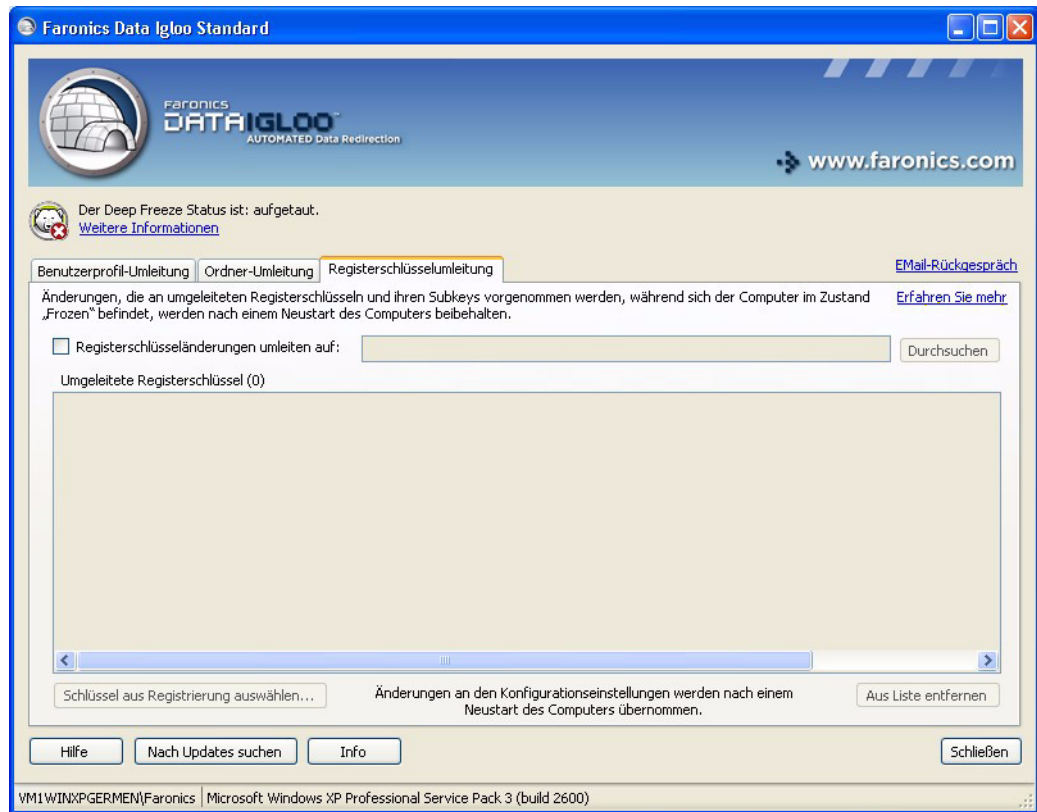 Faronics Data Igloo Standard
FARONICS
DATAIGLOO™
AUTOMATED Data Redirection
www.faronics.com
Der Deep Freeze Status ist: aufgetaut.
Weitere Informationen
Benutzerprofil-Umleitung Ordner-Umleitung Registerschlüsselumleitung EMail-Rückgespräch
Änderungen, die an umgeleiteten Registerschlüsseln und ihren Subkeys vorgenommen werden, während sich der Computer im Zustand Erfahren Sie mehr
„Frozen“ befindet, werden nach einem Neustart des Computers beibehalten.
Registerschlüsseländerungen umleiten auf: Durchsuchen
Umgeleitete Registerschlüssel (0)
Schlüssel aus Registrierung auswählen... Änderungen an den Konfigurationseinstellungen werden nach einem Aus Liste entfernen
Neustart des Computers übernommen.
Hilfe Nach Updates suchen Info Schließen
VM1WINXPGERMEN\Faronics Microsoft Windows XP Professional Service Pack 3 (build 2600)